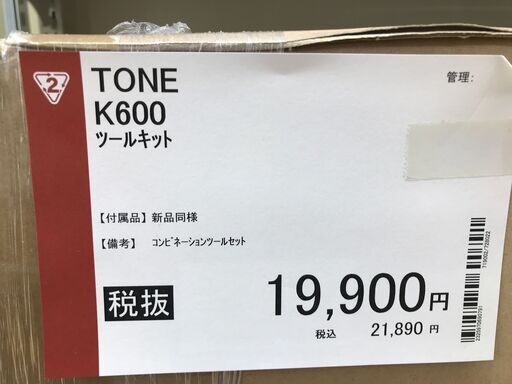 2
TONE
K600
ツールキット
管理:
【付属品】 新品同様
【備考】 コンビネーションツールセット
税抜 19,900円
税込 21,890 円